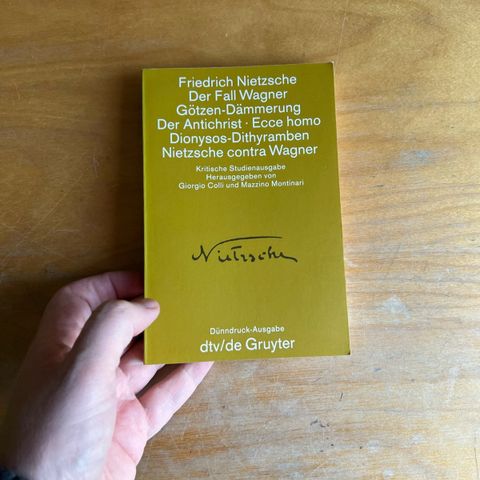 Friedrich Nietzsche
Der Fall Wagner
Götzen-Dämmerung
Der Antichrist · Ecce homo
Dionysos-Dithyramben
Nietzsche contra Wagner
Kritische Studienausgabe
Herausgegeben von
Giorgio Colli und Mazzino Montinari
Nietzsche
Dünndruck-Ausgabe
dtv/de Gruyter